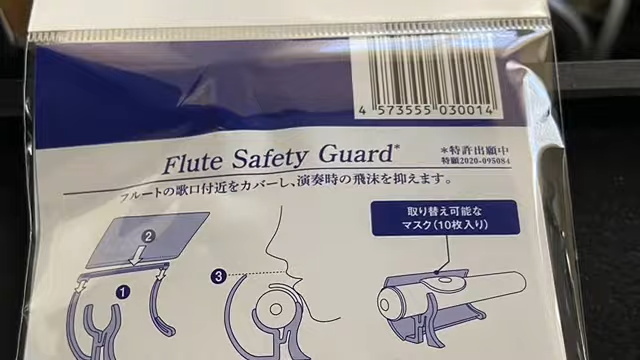 4 573555 030014
Flute Safety Guard*
*特許出願中
特願2020-095084
フルートの歌口付近をカバーし、演奏時の飛沫を抑えます。
取り替え可能な
マスク(10枚入り)
2
3
1